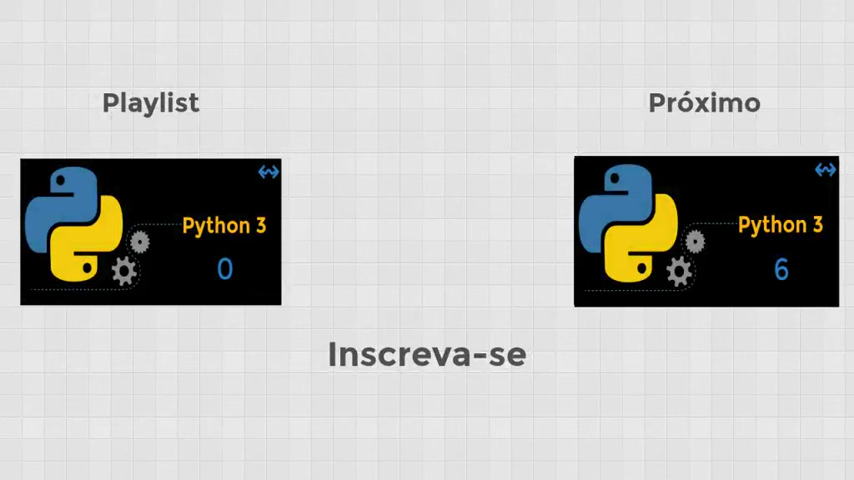 Playlist
Próximo
Python 3
0
Python 3
6
Inscreva-se